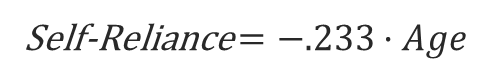 Self-Reliance= −.233 · Age